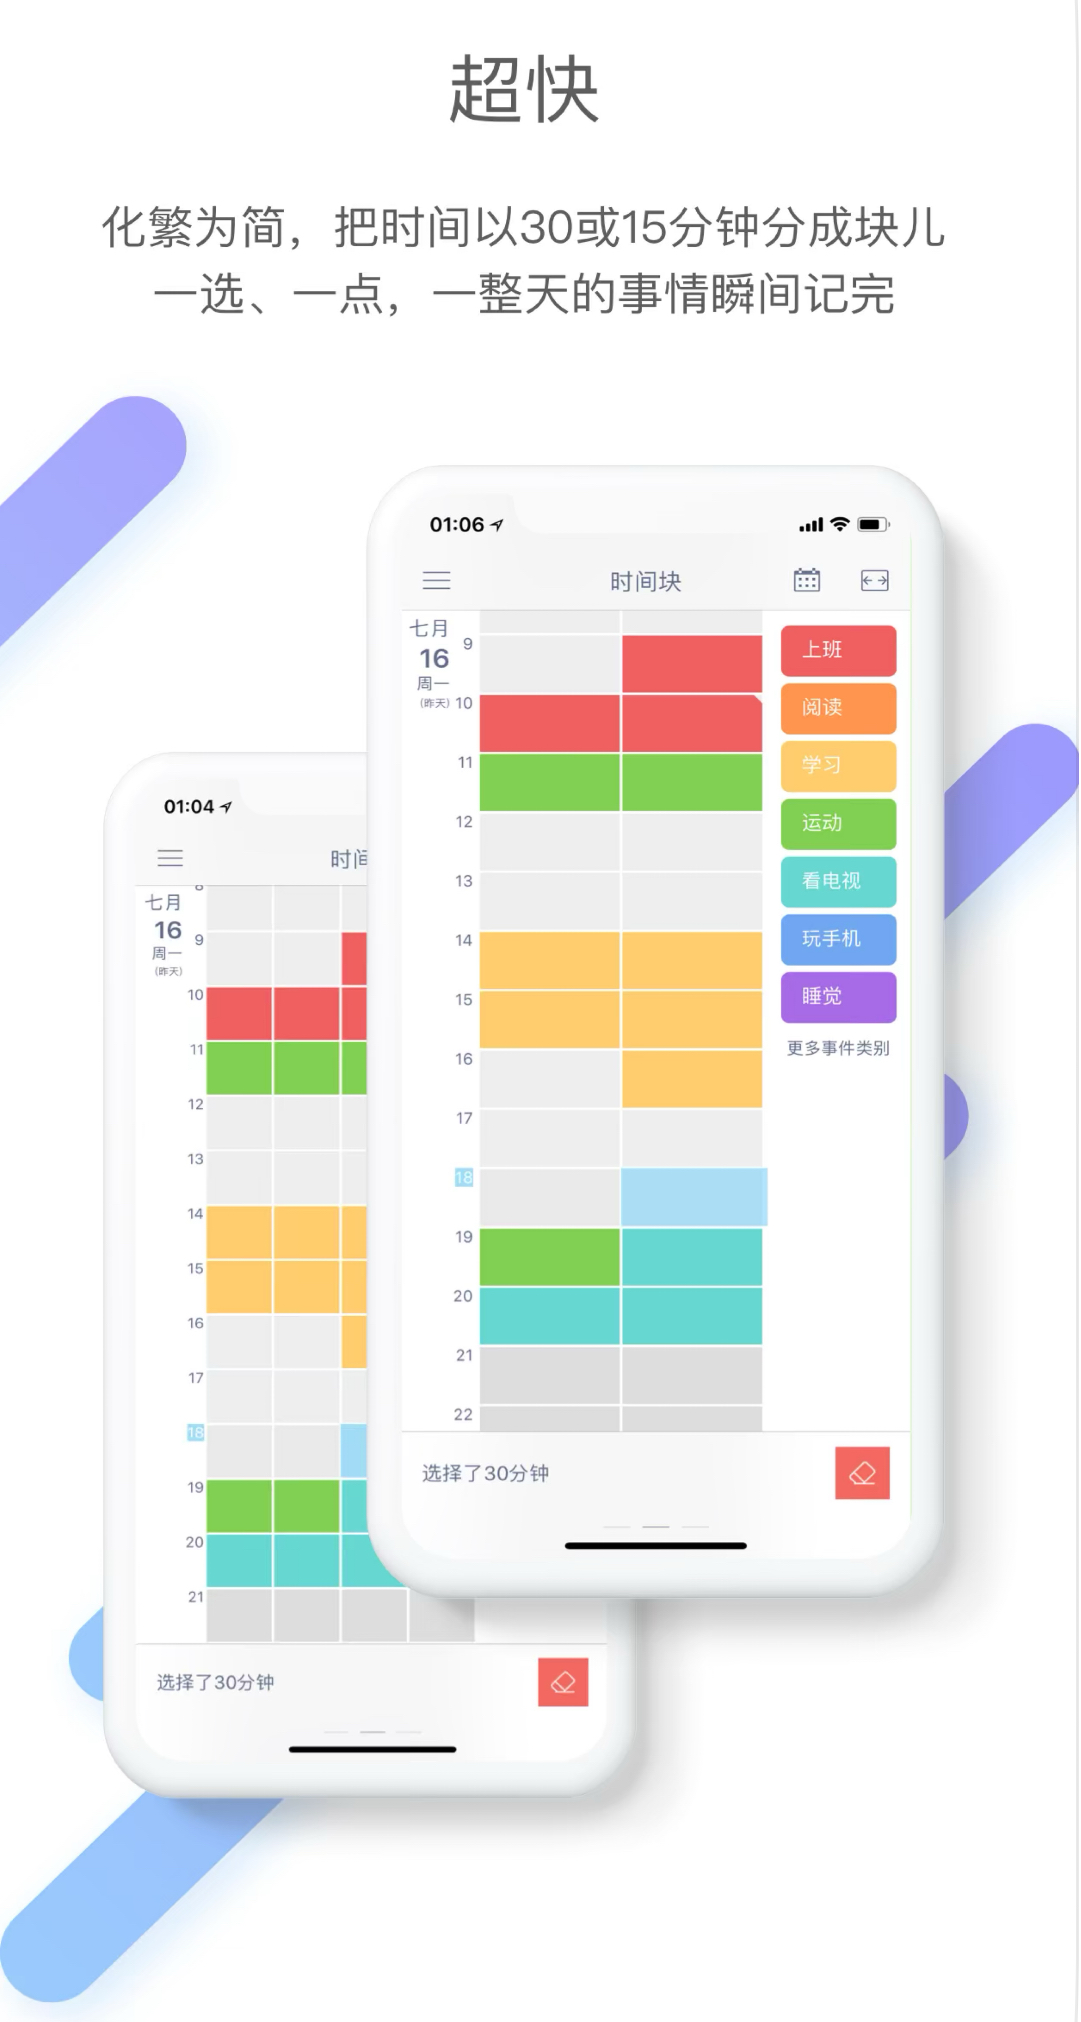 超快
化繁为简，把时间以30或15分钟分成块儿
一选、一点，一整天的事情瞬间记完
01:06
时间块
七月
16
周一
(昨天)
9
10
11
12
13
14
15
16
17
18
19
20
21
22
上班
阅读
学习
运动
看电视
玩手机
睡觉
更多事件类别
选择了30分钟
01:04
时间
七月
16
周一
(昨天)
8
9
10
11
12
13
14
15
16
17
18
19
20
21
选择了30分钟